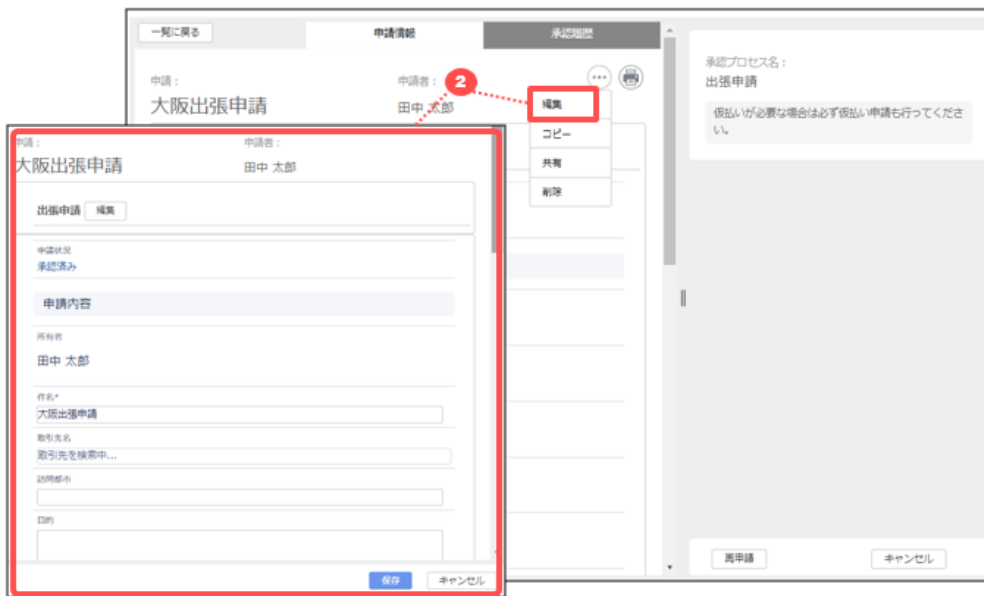 一覧に戻る
申請情報
承認履歴
申請：
大阪出張申請
申請者：
田中 太郎
2
編集
コピー
共有
削除
承認プロセス名：
出張申請
仮払いが必要な場合は必ず仮払い申請も行ってくださ
い。
再申請
キャンセル
申請：
大阪出張申請
申請者：
田中 太郎
出張申請
編集
申請状況
承認済み
申請内容
所有者
田中 太郎
件名*
大阪出張申請
取引先名
取引先を検索中...
訪問都市
目的
保存
キャンセル